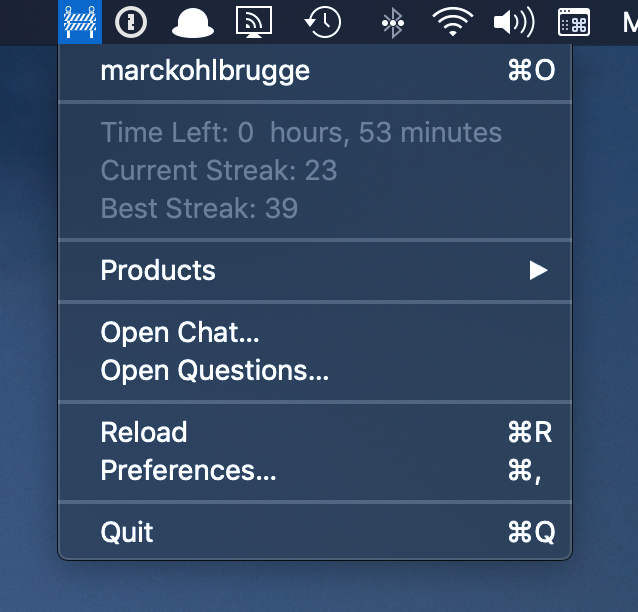 M
marckohlbrugge ⌘O
Time Left: 0  hours, 53 minutes
Current Streak: 23
Best Streak: 39
Products ▶
Open Chat...
Open Questions...
Reload ⌘R
Preferences... ⌘,
Quit ⌘Q